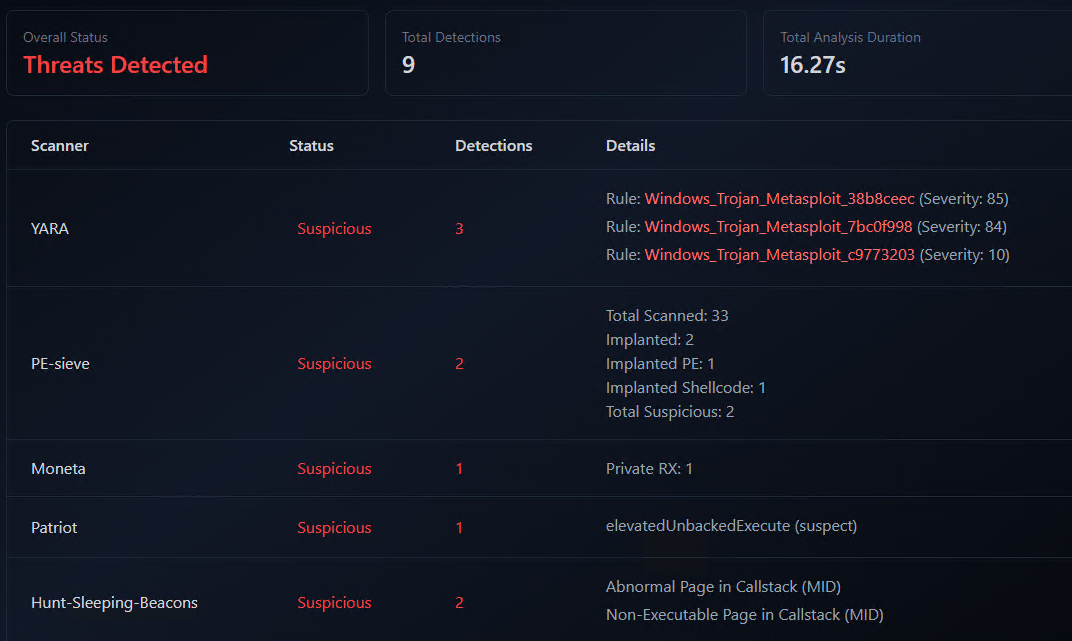 Overall Status
Threats Detected
Total Detections
9
Total Analysis Duration
16.27s
Scanner Status Detections Details
YARA Suspicious 3
Rule: Windows_Trojan_Metasploit_38b8ceec (Severity: 85)
Rule: Windows_Trojan_Metasploit_7bc0f998 (Severity: 84)
Rule: Windows_Trojan_Metasploit_c9773203 (Severity: 10)
PE-sieve Suspicious 2
Total Scanned: 33
Implanted: 2
Implanted PE: 1
Implanted Shellcode: 1
Total Suspicious: 2
Moneta Suspicious 1 Private RX: 1
Patriot Suspicious 1 elevatedUnbackedExecute (suspect)
Hunt-Sleeping-Beacons Suspicious 2
Abnormal Page in Callstack (MID)
Non-Executable Page in Callstack (MID)